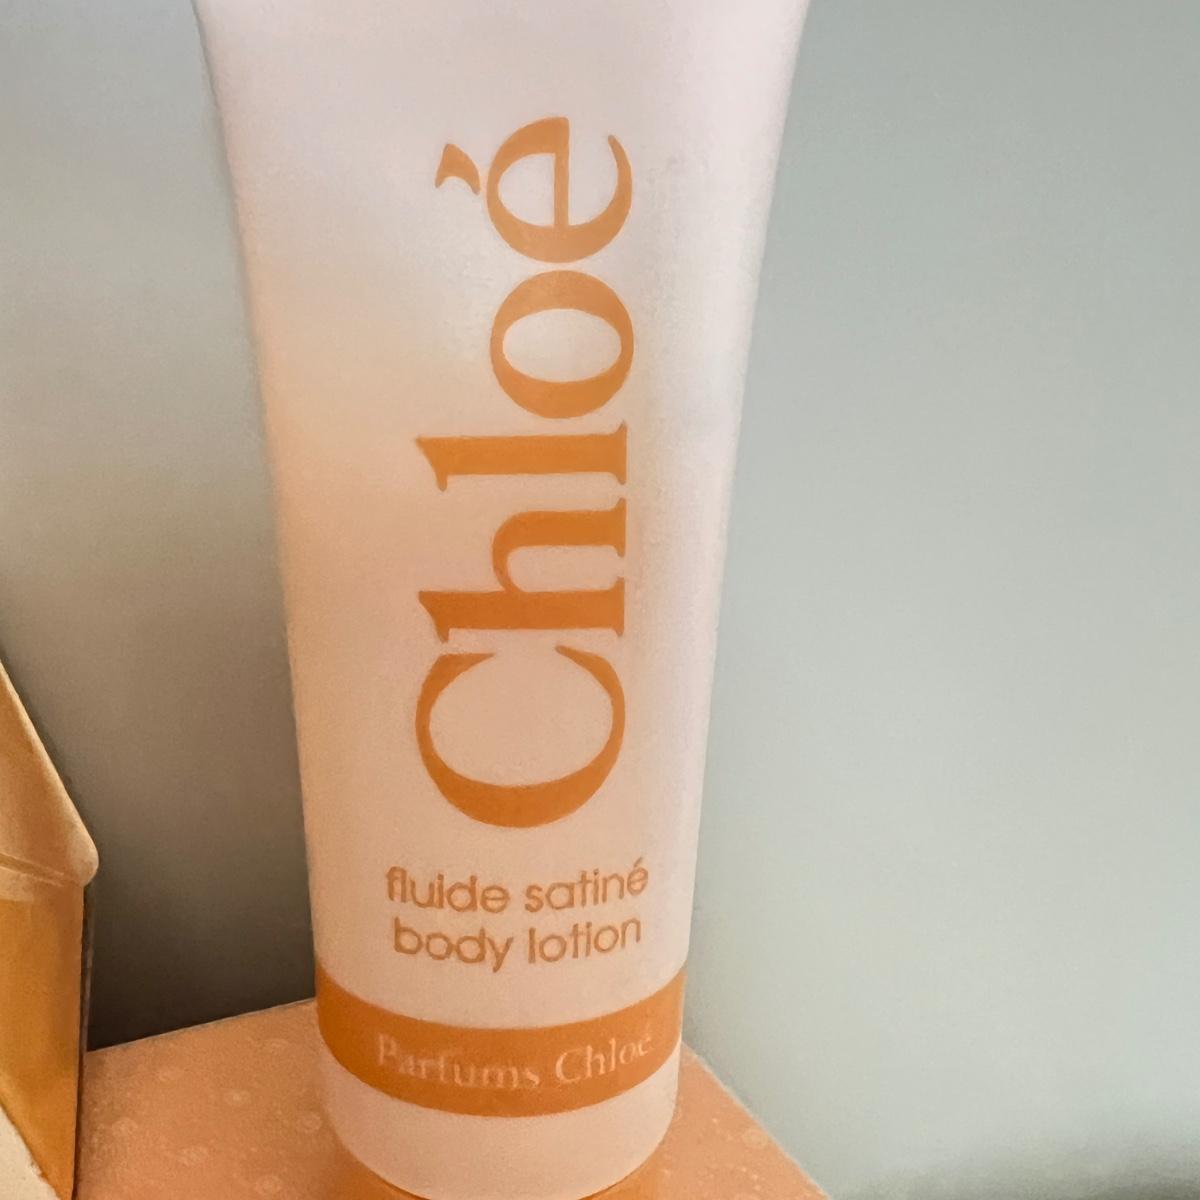 Chloé
fluide satiné
body lotion
Parfums Chloé